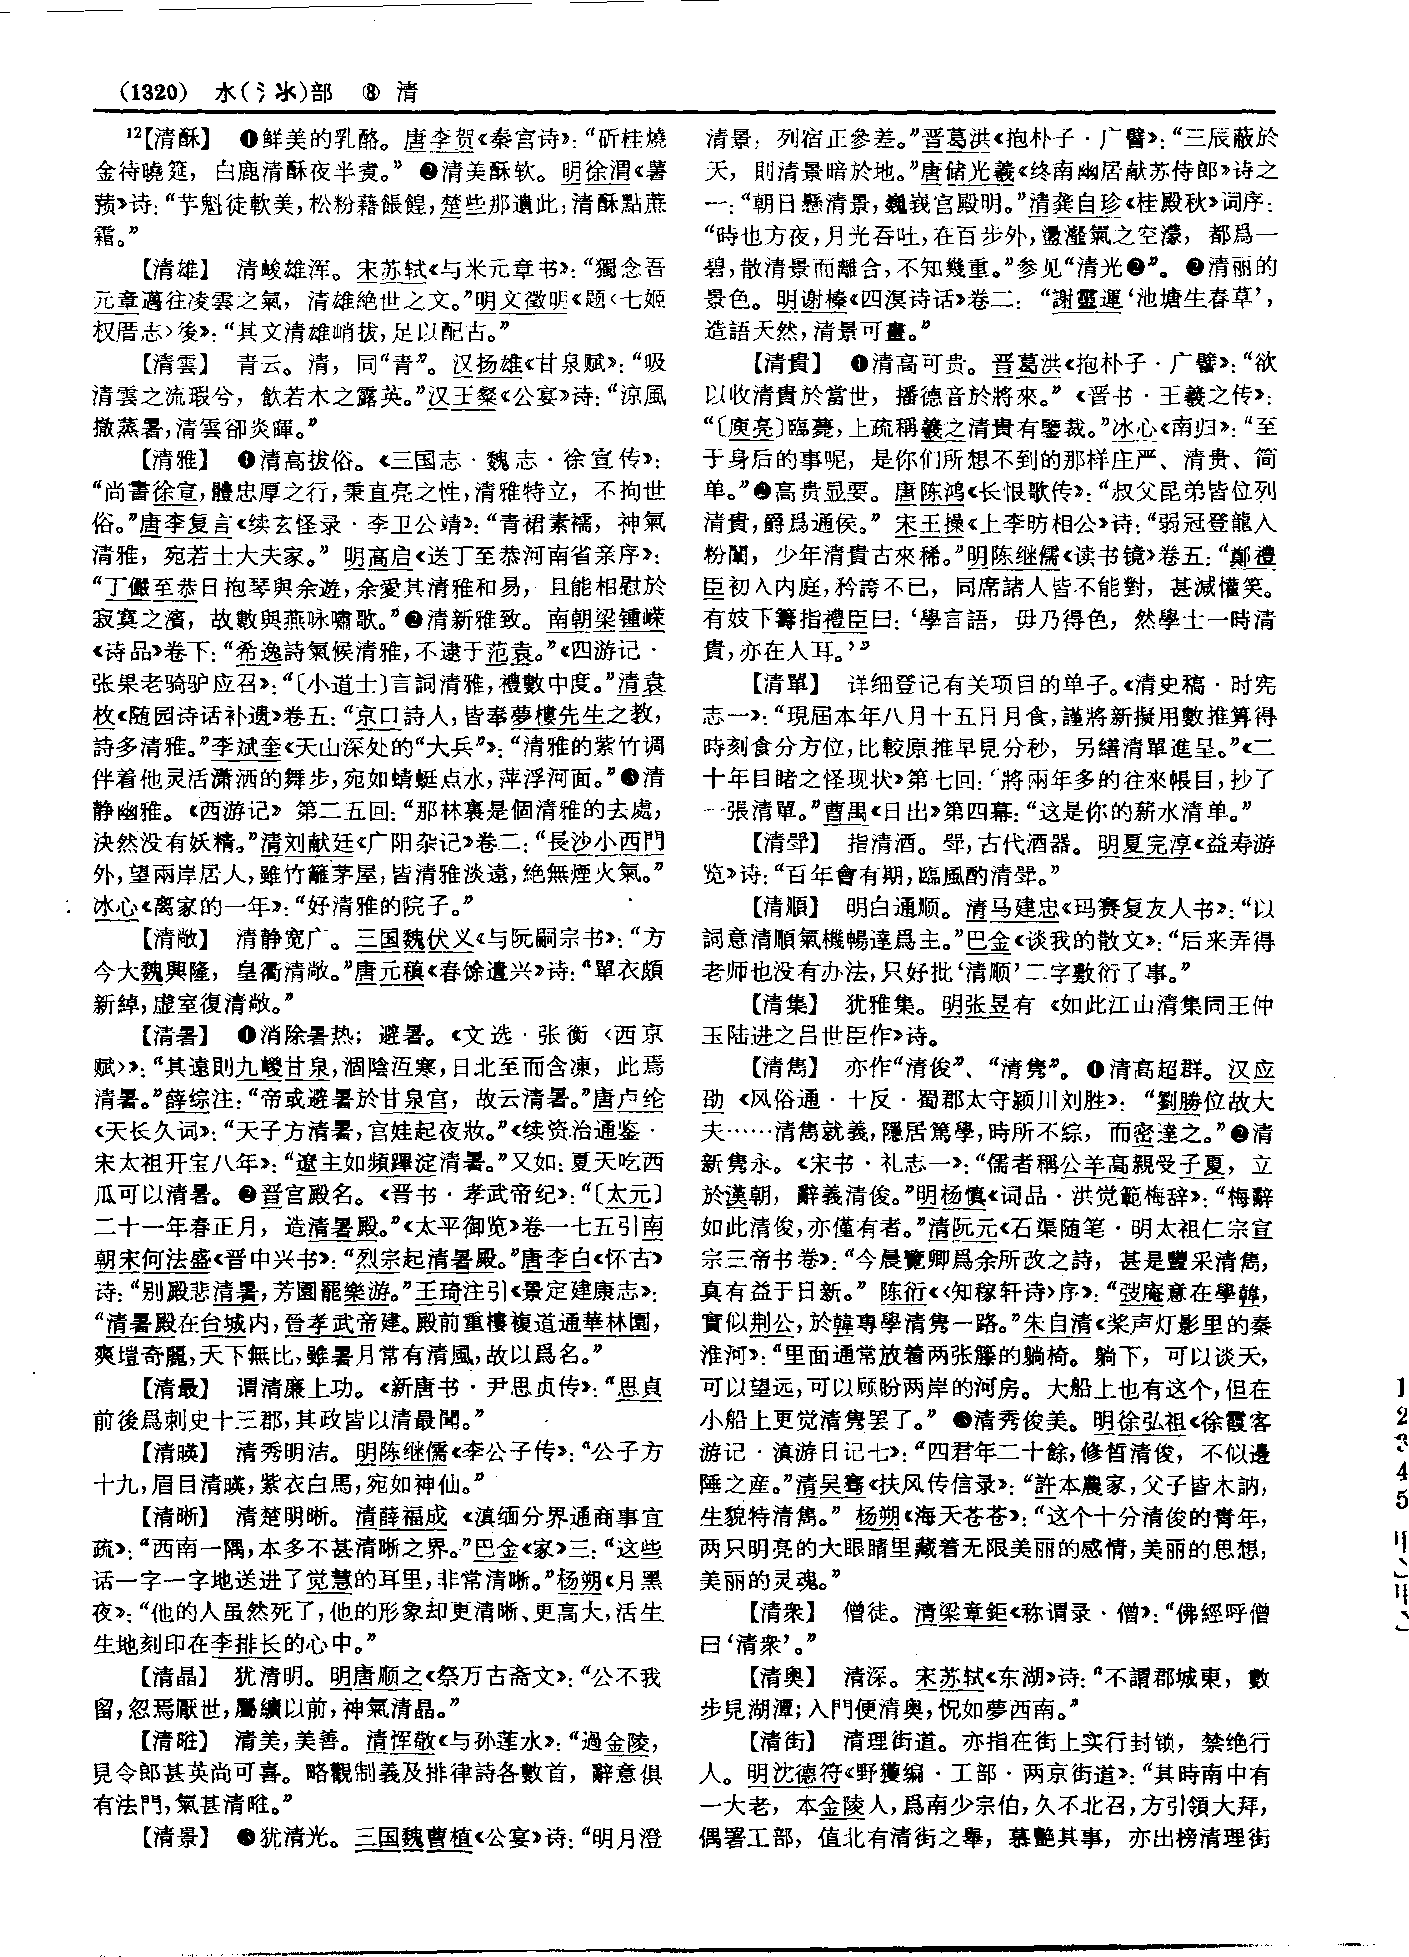 (1320) 水(氵氺)部 ⑧ 清
12【清酥】 ❶鲜美的乳酪。唐李贺《秦宫诗》：“斫桂燒
金待曉筵，白鹿清酥夜半煮。” ❷清美酥软。明徐渭《薯
蓣》诗：“芋魁徒軟美，松粉藉餦餭，楚些那遺此，清酥點蔗
霜。”
【清雄】 清峻雄浑。宋苏轼《与米元章书》：“獨念吾
元章邁往凌雲之氣，清雄絶世之文。”明文徵明《题〈七姬
权厝志〉後》：“其文清雄峭拔，足以配古。”
【清雲】 青云。清，同“青”。汉扬雄《甘泉赋》：“吸
清雲之流瑕兮，飲若木之露英。”汉王粲《公宴》诗：“涼風
撤蒸暑，清雲卻炎暉。”
【清雅】 ❶清高拔俗。《三国志·魏志·徐宣传》：
“尚書徐宣，體忠厚之行，秉直亮之性，清雅特立，不拘世
俗。”唐李复言《续玄怪录·李卫公靖》：“青裙素襦，神氣
清雅，宛若士大夫家。” 明高启《送丁至恭河南省亲序》：
“丁儼至恭日抱琴與余遊，余愛其清雅和易，且能相慰於
寂寞之濱，故數與燕咏嘯歌。”❷清新雅致。南朝梁锺嵘
《诗品》卷下：“希逸詩氣候清雅，不逮于范袁。”《四游记·
张果老骑驴应召》：“〔小道士〕言詞清雅，禮數中度。”清袁
枚《随园诗话补遗》卷五：“京口詩人，皆奉夢樓先生之教，
詩多清雅。”李斌奎《天山深处的“大兵”》：“清雅的紫竹调
伴着他灵活潇洒的舞步，宛如蜻蜓点水，萍浮河面。”❸清
静幽雅。《西游记》第二五回：“那林裏是個清雅的去處，
決然没有妖精。”清刘献廷《广阳杂记》卷二：“長沙小西門
外，望兩岸居人，雖竹籬茅屋，皆清雅淡遠，絶無煙火氣。”
冰心《离家的一年》：“好清雅的院子。”
【清敞】 清静宽广。三国魏伏义《与阮嗣宗书》：“方
今大魏興隆，皇衢清敞。”唐元稹《春馀遣兴》诗：“單衣頗
新綽，虚室復清敞。”
【清暑】 ❶消除暑热；避暑。《文选·张衡〈西京
赋〉》：“其遠則九嵕甘泉，涸陰沍寒，日北至而含凍，此焉
清暑。”薛综注：“帝或避暑於甘泉宫，故云清暑。”唐卢纶
《天长久词》：“天子方清暑，宫娃起夜妝。”《续资治通鉴·
宋太祖开宝八年》：“遼主如頻蹕淀清暑。”又如：夏天吃西
瓜可以清暑。❷晋宫殿名。《晋书·孝武帝纪》：“〔太元〕
二十一年春正月，造清暑殿。”《太平御览》卷一七五引南
朝宋何法盛《晋中兴书》：“烈宗起清暑殿。”唐李白《怀古》
诗：“别殿悲清暑，芳園罷樂游。”王琦注引《景定建康志》：
“清暑殿在台城内，晉孝武帝建。殿前重樓複道通華林園，
爽塏奇麗，天下無比，雖暑月常有清風，故以爲名。”
【清最】 谓清廉上功。《新唐书·尹思贞传》：“思貞
前後爲刺史十三郡，其政皆以清最聞。”
【清暎】 清秀明洁。明陈继儒《李公子传》：“公子方
十九，眉目清暎，紫衣白馬，宛如神仙。”
【清晰】 清楚明晰。清薛福成《滇缅分界通商事宜
疏》：“西南一隅，本多不甚清晰之界。”巴金《家》三：“这些
话一字一字地送进了觉慧的耳里，非常清晰。”杨朔《月黑
夜》：“他的人虽然死了，他的形象却更清晰、更高大，活生
生地刻印在李排长的心中。”
【清晶】 犹清明。明唐顺之《祭万古斋文》：“公不我
留，忽焉厭世，屬纊以前，神氣清晶。”
【清暀】 清美，美善。清恽敬《与孙莲水》：“過金陵，
見令郎甚英尚可喜。略觀制義及排律詩各數首，辭意俱
有法門，氣甚清暀。”
【清景】 ❶犹清光。三国魏曹植《公宴》诗：“明月澄
清景，列宿正參差。”晋葛洪《抱朴子·广譬》：“三辰蔽於
天，則清景暗於地。”唐储光羲《终南幽居献苏侍郎》诗之
一：“朝日懸清景，巍峩宫殿明。”清龚自珍《桂殿秋》词序：
“時也方夜，月光吞吐，在百步外，盪瀣氣之空濛，都爲一
碧，散清景而離合，不知幾重。”参见“清光❷”。❷清丽的
景色。明谢榛《四溟诗话》卷二：“謝靈運‘池塘生春草’，
造語天然，清景可畫。”
【清貴】 ❶清高可贵。晋葛洪《抱朴子·广譬》：“欲
以收清貴於當世，播德音於將來。”《晋书·王羲之传》：
“〔庾亮〕臨薨，上疏稱羲之清貴有鑒裁。”冰心《南归》：“至
于身后的事呢，是你们所想不到的那样庄严、清贵、简
单。”❷高贵显要。唐陈鸿《长恨歌传》：“叔父昆弟皆位列
清貴，爵爲通侯。” 宋王操《上李昉相公》诗：“弱冠登龍入
粉闈，少年清貴古來稀。”明陈继儒《读书镜》卷五：“鄭禮
臣初入内庭，矜誇不已，同席諸人皆不能對，甚減懽笑。
有妓下籌指禮臣曰：‘學言語，毋乃得色，然學士一時清
貴，亦在人耳。’”
【清單】 详细登记有关项目的单子。《清史稿·时宪
志一》：“現屆本年八月十五日月食，謹將新擬用數推算得
時刻食分方位，比較原推早見分秒，另繕清單進呈。”《二
十年目睹之怪现状》第七回：“將兩年多的往來帳目，抄了
一張清單。”曹禺《日出》第四幕：“这是你的薪水清单。”
【清斝】 指清酒。斝，古代酒器。明夏完淳《益寿游
览》诗：“百年會有期，臨風酌清斝。”
【清順】 明白通顺。清马建忠《玛赛复友人书》：“以
詞意清順氣機暢達爲主。”巴金《谈我的散文》：“后来弄得
老师也没有办法，只好批‘清顺’二字敷衍了事。”
【清集】 犹雅集。明张昱有《如此江山清集同王仲
玉陆进之吕世臣作》诗。
【清雋】 亦作“清俊”、“清隽”。❶清高超群。汉应
劭《风俗通·十反·蜀郡太守颍川刘胜》：“劉勝位故大
夫……清雋就義，隱居篤學，時所不綜，而密達之。”❷清
新隽永。《宋书·礼志一》：“儒者稱公羊高親受子夏，立
於漢朝，辭義清俊。”明杨慎《词品·洪觉範梅辞》：“梅辭
如此清俊，亦僅有者。”清阮元《石渠随笔·明太祖仁宗宣
宗三帝书卷》：“今晨覽卿爲余所改之詩，甚是豐采清雋，
真有益于日新。” 陈衍《〈知稼轩诗〉序》：“弢庵意在學韓，
實似荆公，於韓專學清隽一路。”朱自清《桨声灯影里的秦
淮河》：“里面通常放着两张籐的躺椅。躺下，可以谈天，
可以望远，可以顾盼两岸的河房。大船上也有这个，但在
小船上更觉清隽罢了。” ❸清秀俊美。明徐弘祖《徐霞客
游记·滇游日记七》：“四君年二十餘，修皙清俊，不似邊
陲之産。”清吴骞《扶风传信录》：“許本農家，父子皆木訥，
生貌特清雋。” 杨朔《海天苍苍》：“这个十分清俊的青年，
两只明亮的大眼睛里藏着无限美丽的感情，美丽的思想，
美丽的灵魂。”
【清衆】 僧徒。清梁章鉅《称谓录·僧》：“佛經呼僧
曰‘清衆’。”
【清奥】 清深。宋苏轼《东湖》诗：“不謂郡城東，數
步見湖潭；入門便清奥，怳如夢西南。”
【清街】 清理街道。亦指在街上实行封锁，禁绝行
人。明沈德符《野獲编·工部·两京街道》：“其時南中有
一大老，本金陵人，爲南少宗伯，久不北召，方引領大拜，
偶署工部，值北有清街之舉，慕艷其事，亦出榜清理街
1
2
3
4
5